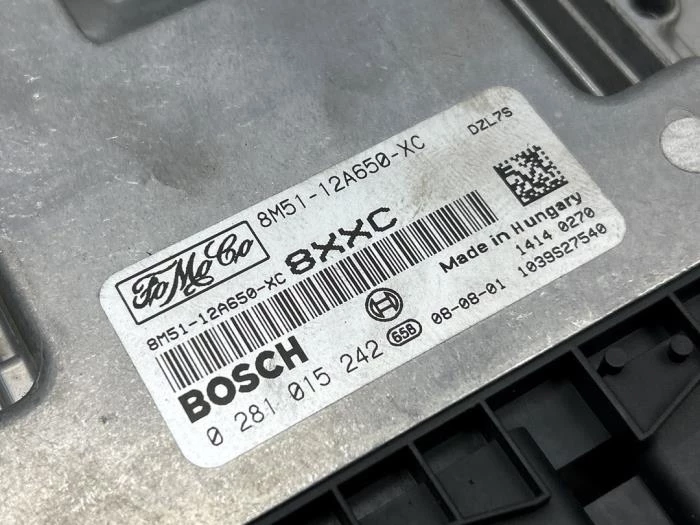 8M51-12A650-XC
DZL7S
FoMoCo
8XXC
8M51-12A650-XC
Made in Hungary
1414 0270
BOSCH
658
08-08-01
1039S27540
0 281 015 242